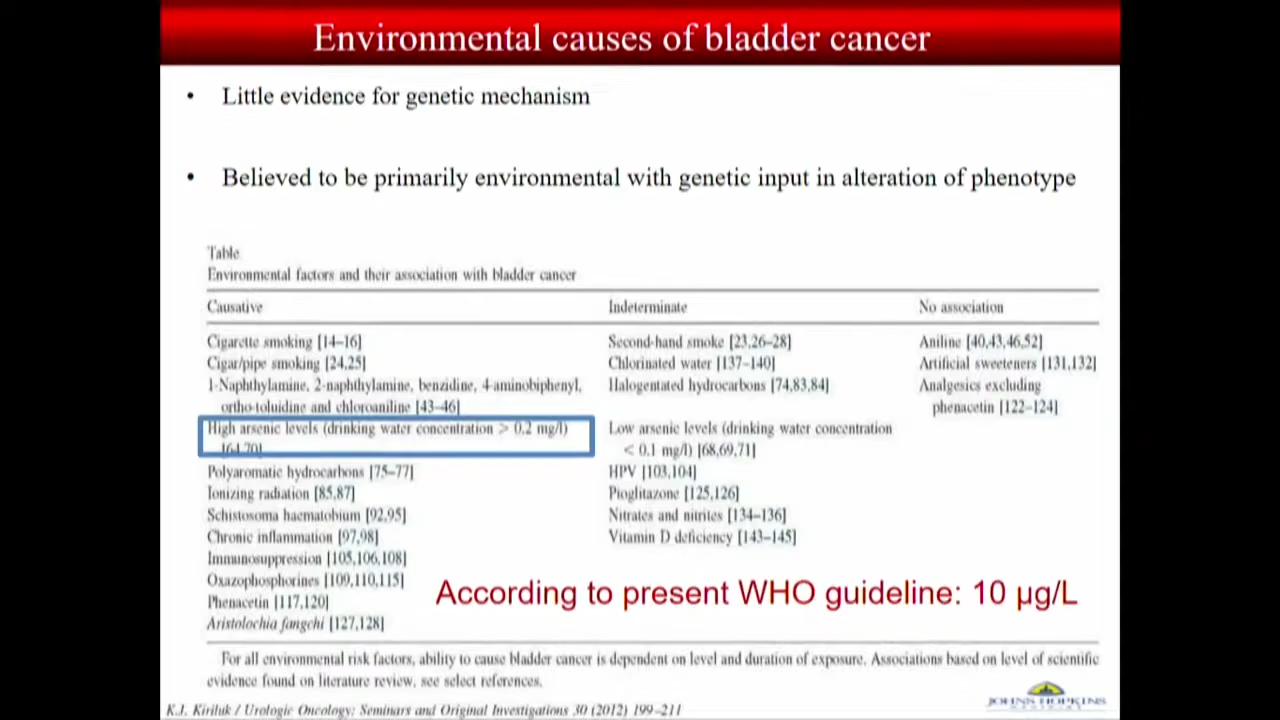 Environmental causes of bladder cancer
• Little evidence for genetic mechanism
• Believed to be primarily environmental with genetic input in alteration of phenotype
Table
Environmental factors and their association with bladder cancer
Causative Indeterminate No association
Cigarette smoking [14–16] Second-hand smoke [23,26–28] Aniline [40,43,46,52]
Cigar/pipe smoking [24,25] Chlorinated water [137–140] Artificial sweeteners [131,132]
1-Naphthylamine, 2-naphthylamine, benzidine, 4-aminobiphenyl, Halogentated hydrocarbons [74,83,84] Analgesics excluding
ortho-toluidine and chloroaniline [43–46] phenacetin [122–124]
High arsenic levels (drinking water concentration > 0.2 mg/l) Low arsenic levels (drinking water concentration
[64,70] < 0.1 mg/l) [68,69,71]
Polyaromatic hydrocarbons [75–77] HPV [103,104]
Ionizing radiation [85,87] Pioglitazone [125,126]
Schistosoma haematobium [92,95] Nitrates and nitrites [134–136]
Chronic inflammation [97,98] Vitamin D deficiency [143–145]
Immunosuppression [105,106,108]
Oxazophosphorines [109,110,115]
Phenacetin [117,120]
Aristolochia fangchi [127,128]
According to present WHO guideline: 10 µg/L
For all environmental risk factors, ability to cause bladder cancer is dependent on level and duration of exposure. Associations based on level of scientific
evidence found on literature review, see select references.
K.J. Kiriluk / Urologic Oncology: Seminars and Original Investigations 30 (2012) 199–211
JOHNS HOPKINS